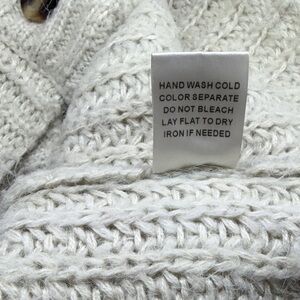 HAND WASH COLD
COLOR SEPARATE
DO NOT BLEACH
LAY FLAT TO DRY
IRON IF NEEDED